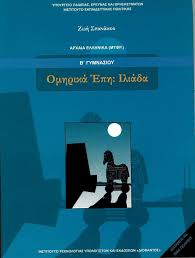 ΥΠΟΥΡΓΕΙΟ ΠΑΙΔΕΙΑΣ, ΕΡΕΥΝΑΣ ΚΑΙ ΘΡΗΣΚΕΥΜΑΤΩΝ
ΙΝΣΤΙΤΟΥΤΟ ΕΚΠΑΙΔΕΥΤΙΚΗΣ ΠΟΛΙΤΙΚΗΣ
Ζωή Σπανάκου
ΑΡΧΑΙΑ ΕΛΛΗΝΙΚΑ (ΜΤΦΡ.)
Β΄ ΓΥΜΝΑΣΙΟΥ
Ομηρικά Έπη: Ιλιάδα
ΙΝΣΤΙΤΟΥΤΟ ΤΕΧΝΟΛΟΓΙΑΣ ΥΠΟΛΟΓΙΣΤΩΝ ΚΑΙ ΕΚΔΟΣΕΩΝ «ΔΙΟΦΑΝΤΟΣ»